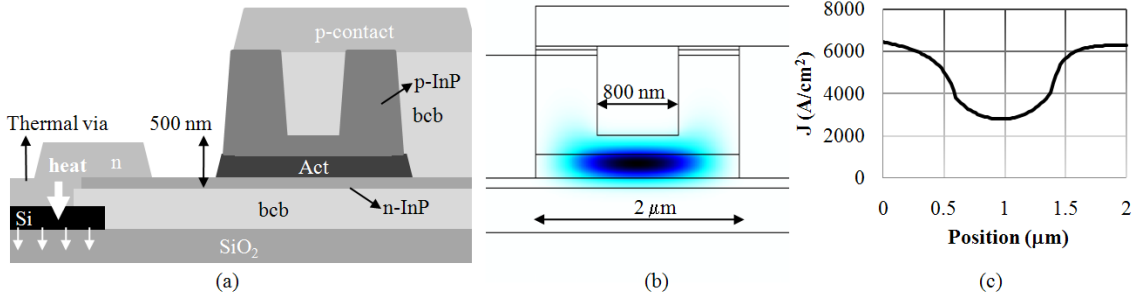 p-contact
p-InP
bcb
Thermal via
500 nm
heat
n
Act
n-InP
Si
bcb
SiO2
(a)
800 nm
2 μm
(b)
J (A/cm²)
8000
6000
4000
2000
0
0 0.5 1 1.5 2
Position (μm)
(c)